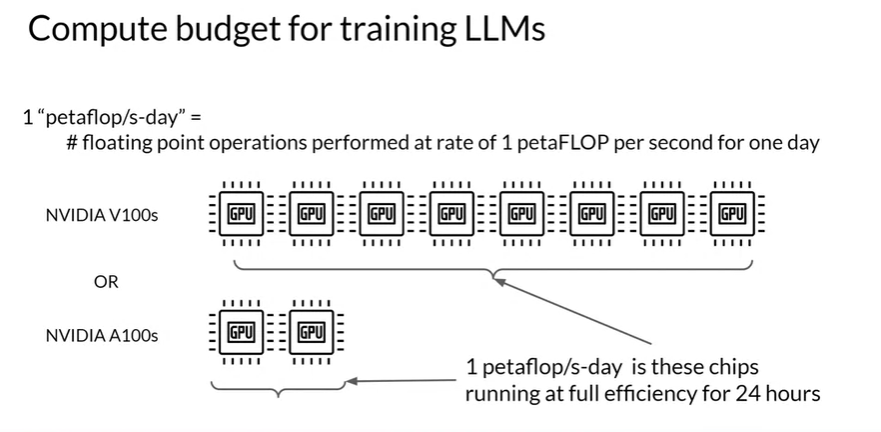 Compute budget for training LLMs
1 “petaflop/s-day” =
# floating point operations performed at rate of 1 petaFLOP per second for one day
NVIDIA V100s
GPU GPU GPU GPU GPU GPU GPU GPU
OR
NVIDIA A100s
GPU GPU
1 petaflop/s-day is these chips
running at full efficiency for 24 hours